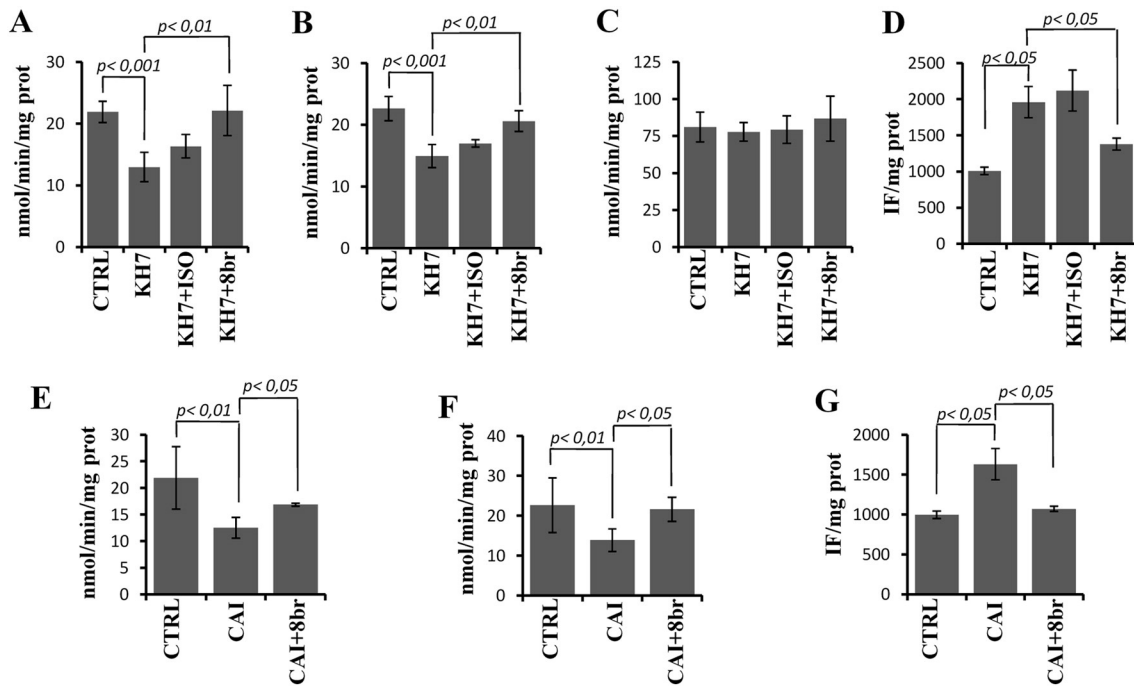 A
p< 0,01
p< 0,001
nmol/min/mg prot
30
20
10
0
CTRL
KH7
KH7+ISO
KH7+8br
B
p< 0,01
p< 0,001
nmol/min/mg prot
30
20
10
0
CTRL
KH7
KH7+ISO
KH7+8br
C
nmol/min/mg prot
125
100
75
50
25
0
CTRL
KH7
KH7+ISO
KH7+8br
D
p< 0,05
p< 0,05
IF/mg prot
2500
2000
1500
1000
500
0
CTRL
KH7
KH7+ISO
KH7+8br
E
p< 0,05
p< 0,01
nmol/min/mg prot
30
25
20
15
10
5
0
CTRL
CAI
CAI+8br
F
p< 0,05
p< 0,01
nmol/min/mg prot
40
30
20
10
0
CTRL
CAI
CAI+8br
G
p< 0,05
p< 0,05
IF/mg prot
2000
1500
1000
500
0
CTRL
CAI
CAI+8br